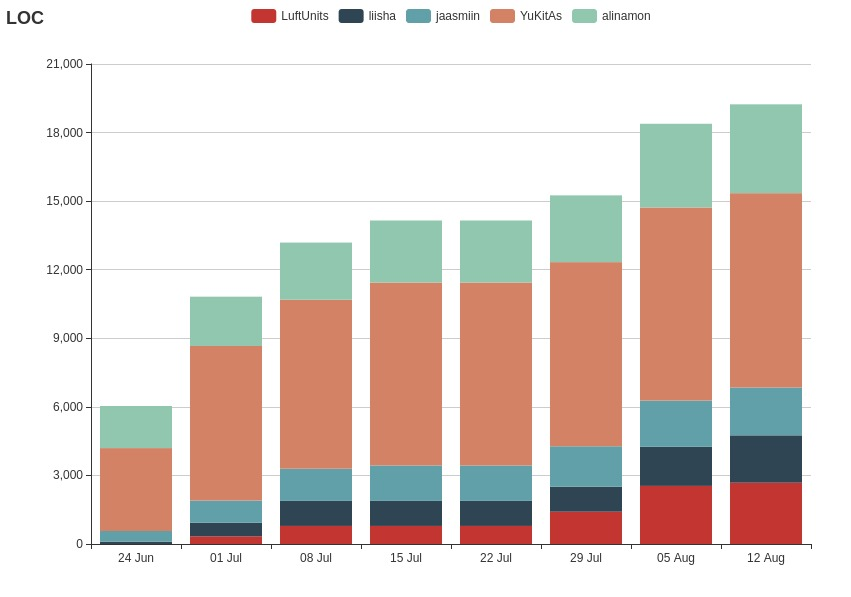 LOC
LuftUnits liisha jaasmiin YuKitAs alinamon
21,000
18,000
15,000
12,000
9,000
6,000
3,000
0
24 Jun 01 Jul 08 Jul 15 Jul 22 Jul 29 Jul 05 Aug 12 Aug